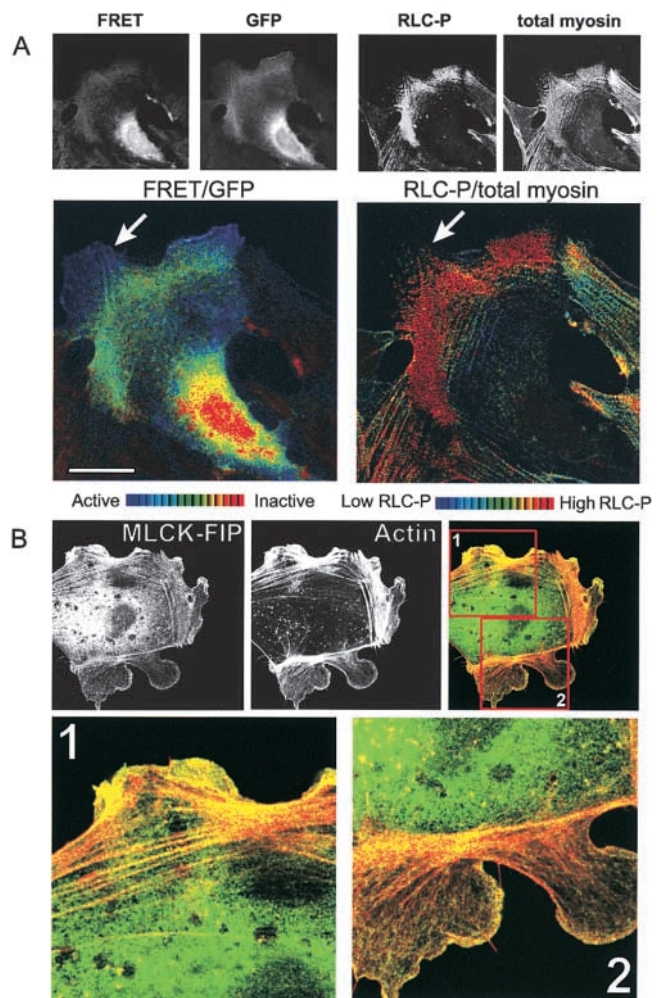 FRET GFP RLC-P total myosin
A
FRET/GFP RLC-P/total myosin
Active Inactive Low RLC-P High RLC-P
B
MLCK-FIP Actin
1
2
1
2